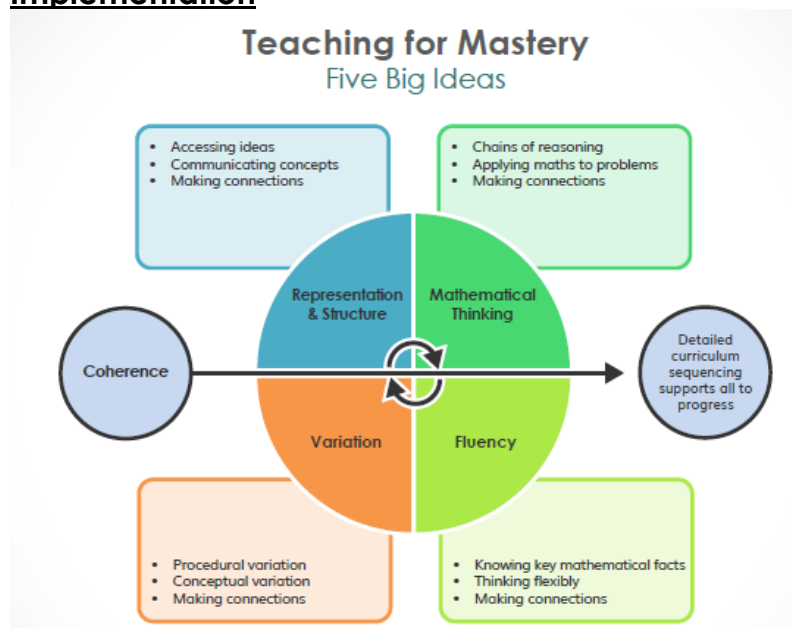 Implementation
Teaching for Mastery
Five Big Ideas
• Accessing ideas
• Communicating concepts
• Making connections
• Chains of reasoning
• Applying maths to problems
• Making connections
Representation
& Structure
Mathematical
Thinking
Coherence
Detailed
curriculum
sequencing
supports all to
progress
Variation
Fluency
• Procedural variation
• Conceptual variation
• Making connections
• Knowing key mathematical facts
• Thinking flexibly
• Making connections